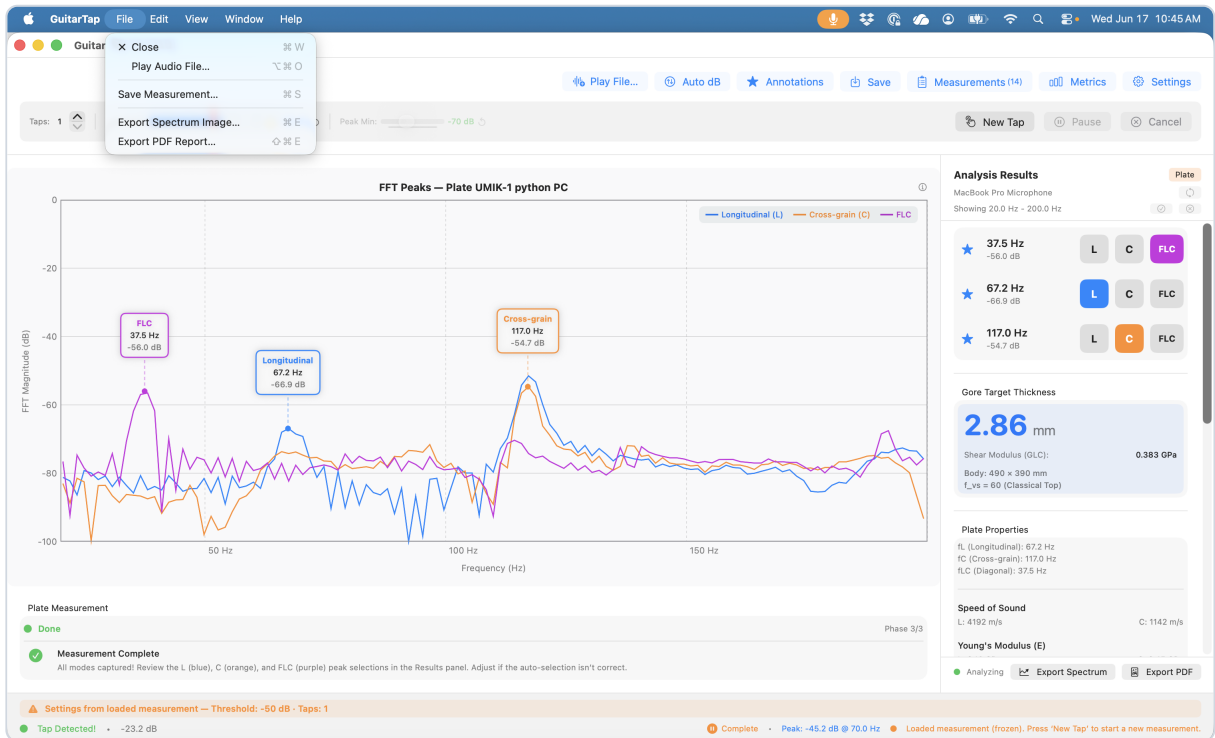 GuitarTap File Edit View Window Help Wed Jun 17 10:45 AM
Guitar
Close ⌘ W
Play Audio File... ⌥ ⌘ O
Save Measurement... ⌘ S
Export Spectrum Image... ⌘ E
Export PDF Report... ⇧ ⌘ E
Play File... Auto dB Annotations Save Measurements (14) Metrics Settings
Taps: 1 Peak Min: -70 dB New Tap Pause Cancel
FFT Peaks — Plate UMIK-1 python PC
Longitudinal (L) Cross-grain (C) FLC
0
-20
-40
-60
-80
-100
FFT Magnitude (dB)
FLC
37.5 Hz
-56.0 dB
Longitudinal
67.2 Hz
-66.9 dB
Cross-grain
117.0 Hz
-54.7 dB
50 Hz 100 Hz 150 Hz
Frequency (Hz)
Plate Measurement
Done Phase 3/3
Measurement Complete
All modes captured! Review the L (blue), C (orange), and FLC (purple) peak selections in the Results panel. Adjust if the auto-selection isn't correct.
Analysis Results Plate
MacBook Pro Microphone
Showing 20.0 Hz - 200.0 Hz
37.5 Hz L C FLC
-56.0 dB
67.2 Hz L C FLC
-66.9 dB
117.0 Hz L C FLC
-54.7 dB
Gore Target Thickness
2.86 mm
Shear Modulus (GLC): 0.383 GPa
Body: 490 × 390 mm
f_vs = 60 (Classical Top)
Plate Properties
fL (Longitudinal): 67.2 Hz
fC (Cross-grain): 117.0 Hz
fLC (Diagonal): 37.5 Hz
Speed of Sound
L: 4192 m/s C: 1142 m/s
Young's Modulus (E)
Analyzing Export Spectrum Export PDF
Settings from loaded measurement — Threshold: -50 dB · Taps: 1
Tap Detected! • -23.2 dB Complete • Peak: -45.2 dB @ 70.0 Hz Loaded measurement (frozen). Press 'New Tap' to start a new measurement.